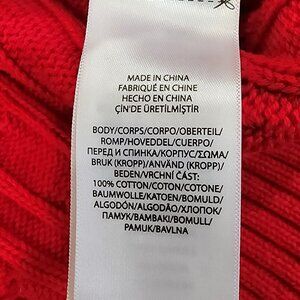 MADE IN CHINA
FABRIQUÉ EN CHINE
HECHO EN CHINA
ÇİN'DE ÜRETİLMİŞTİR
BODY/CORPS/CORPO/OBERTEIL/
ROMP/HOVEDDEL/CUERPO/
ПЕРЕД И СПИНКА/КОРПУС/ΣΩΜΑ/
BRUK (KROPP)/ANVÄND (KROPP)/
BEDEN/VRCHNÍ ČÁST:
100% COTTON/COTON/COTONE/
BAUMWOLLE/KATOEN/BOMULD/
ALGODÓN/ALGODÃO/ХЛОПОК/
ПАМУК/ΒΑΜΒΑΚΙ/BOMULL/
PAMUK/BAVLNA